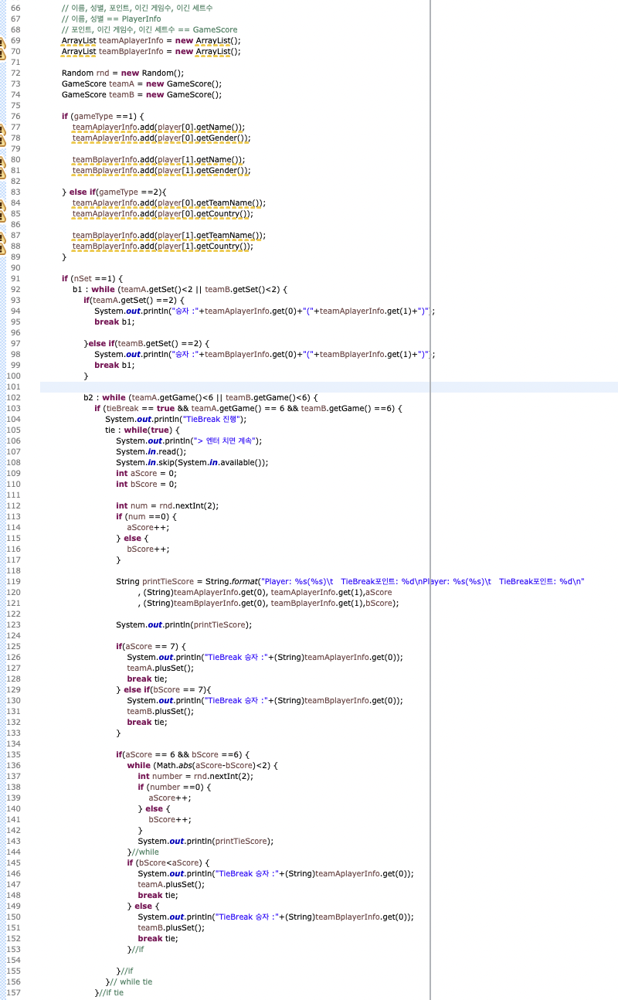 66 // 이름, 성별, 포인트, 이긴 게임수, 이긴 세트수
67 // 이름, 성별 == PlayerInfo
68 // 포인트, 이긴 게임수, 이긴 세트수 == GameScore
69 ArrayList teamAplayerInfo = new ArrayList();
70 ArrayList teamBplayerInfo = new ArrayList();
71
72 Random rnd = new Random();
73 GameScore teamA = new GameScore();
74 GameScore teamB = new GameScore();
75
76 if (gameType ==1) {
77 teamAplayerInfo.add(player[0].getName());
78 teamAplayerInfo.add(player[0].getGender());
79
80 teamBplayerInfo.add(player[1].getName());
81 teamBplayerInfo.add(player[1].getGender());
82
83 } else if(gameType ==2){
84 teamAplayerInfo.add(player[0].getTeamName());
85 teamAplayerInfo.add(player[0].getCountry());
86
87 teamBplayerInfo.add(player[1].getTeamName());
88 teamBplayerInfo.add(player[1].getCountry());
89 }
90
91 if (nSet ==1) {
92 b1 : while (teamA.getSet()<2 || teamB.getSet()<2) {
93 if(teamA.getSet() ==2) {
94 System.out.println("승자 :"+teamAplayerInfo.get(0)+"("+teamAplayerInfo.get(1)+")");
95 break b1;
96
97 }else if(teamB.getSet() ==2) {
98 System.out.println("승자 :"+teamBplayerInfo.get(0)+"("+teamBplayerInfo.get(1)+")");
99 break b1;
100 }
101
102 b2 : while (teamA.getGame()<6 || teamB.getGame()<6) {
103 if (tieBreak == true && teamA.getGame() == 6 && teamB.getGame() ==6) {
104 System.out.println("TieBreak 진행");
105 tie : while(true) {
106 System.out.println("> 엔터 치면 계속");
107 System.in.read();
108 System.in.skip(System.in.available());
109 int aScore = 0;
110 int bScore = 0;
111
112 int num = rnd.nextInt(2);
113 if (num ==0) {
114 aScore++;
115 } else {
116 bScore++;
117 }
118
119 String printTieScore = String.format("Player: %s(%s)\t   TieBreak포인트: %d\nPlayer: %s(%s)\t   TieBreak포인트: %d\n"
120 , (String)teamAplayerInfo.get(0), teamAplayerInfo.get(1),aScore
121 , (String)teamBplayerInfo.get(0), teamBplayerInfo.get(1),bScore);
122
123 System.out.println(printTieScore);
124
125 if(aScore == 7) {
126 System.out.println("TieBreak 승자 :"+(String)teamAplayerInfo.get(0));
127 teamA.plusSet();
128 break tie;
129 } else if(bScore == 7){
130 System.out.println("TieBreak 승자 :"+(String)teamBplayerInfo.get(0));
131 teamB.plusSet();
132 break tie;
133 }
134
135 if(aScore == 6 && bScore ==6) {
136 while (Math.abs(aScore-bScore)<2) {
137 int number = rnd.nextInt(2);
138 if (number ==0) {
139 aScore++;
140 } else {
141 bScore++;
142 }
143 System.out.println(printTieScore);
144 }//while
145 if (bScore<aScore) {
146 System.out.println("TieBreak 승자 :"+(String)teamAplayerInfo.get(0));
147 teamA.plusSet();
148 break tie;
149 } else {
150 System.out.println("TieBreak 승자 :"+(String)teamBplayerInfo.get(0));
151 teamB.plusSet();
152 break tie;
153 }//if
154
155 }//if
156 }// while tie
157 }//if tie